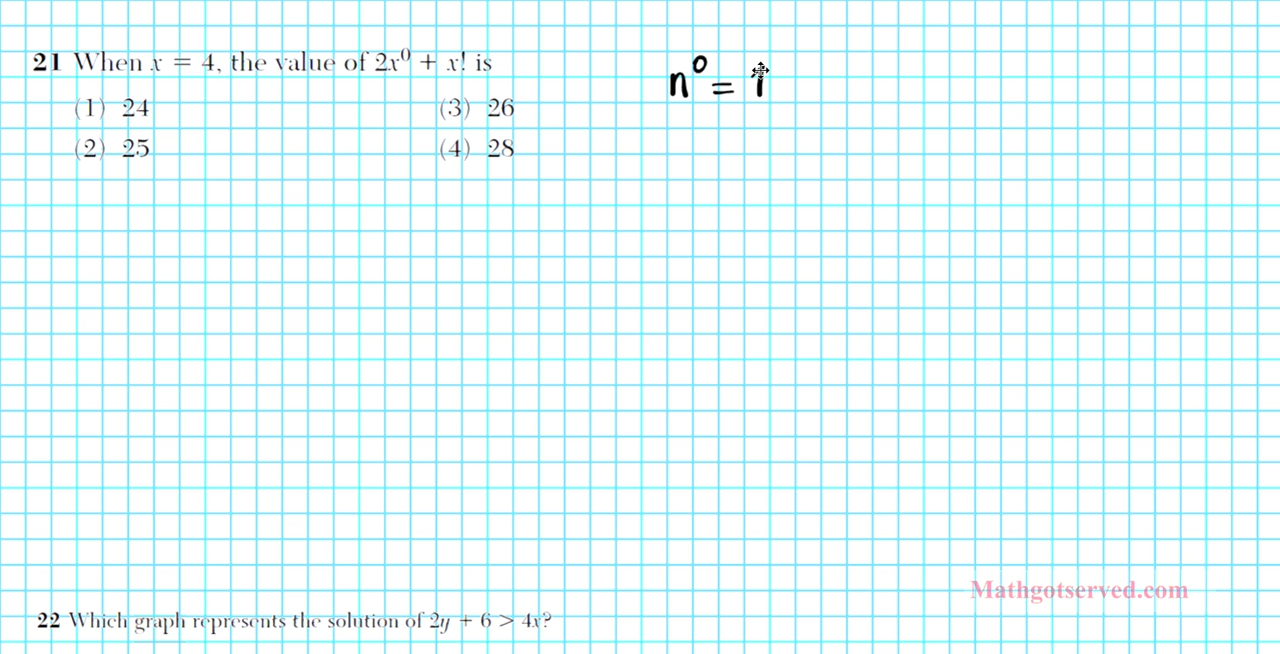 21 When x = 4, the value of 2x⁰ + x! is
(1) 24 (3) 26
(2) 25 (4) 28
n⁰ = 1
Mathgotserved.com
22 Which graph represents the solution of 2y + 6 > 4x?